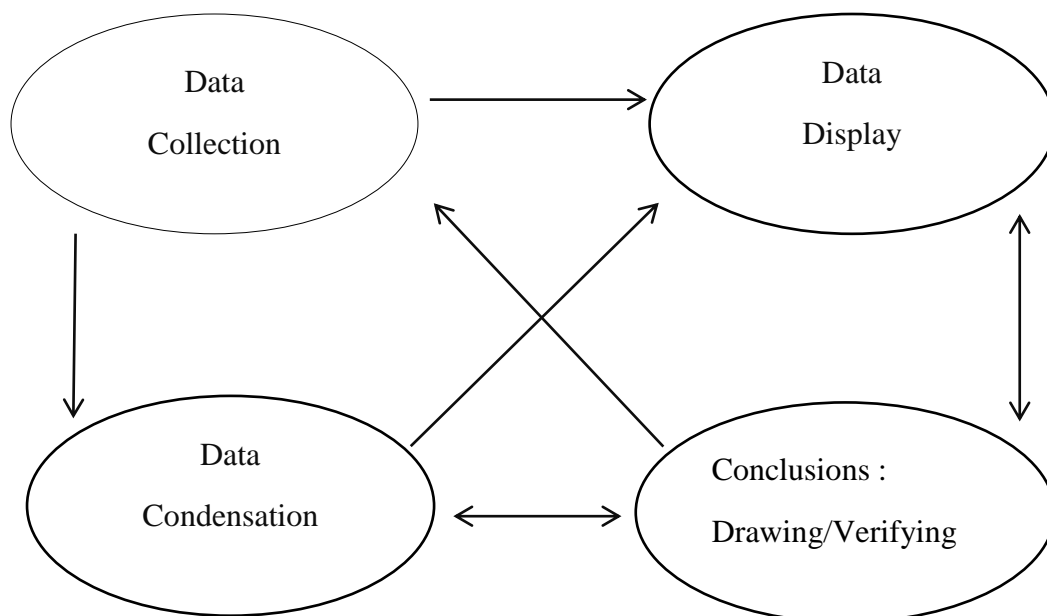 Data
Collection
Data
Display
Data
Condensation
Conclusions :
Drawing/Verifying